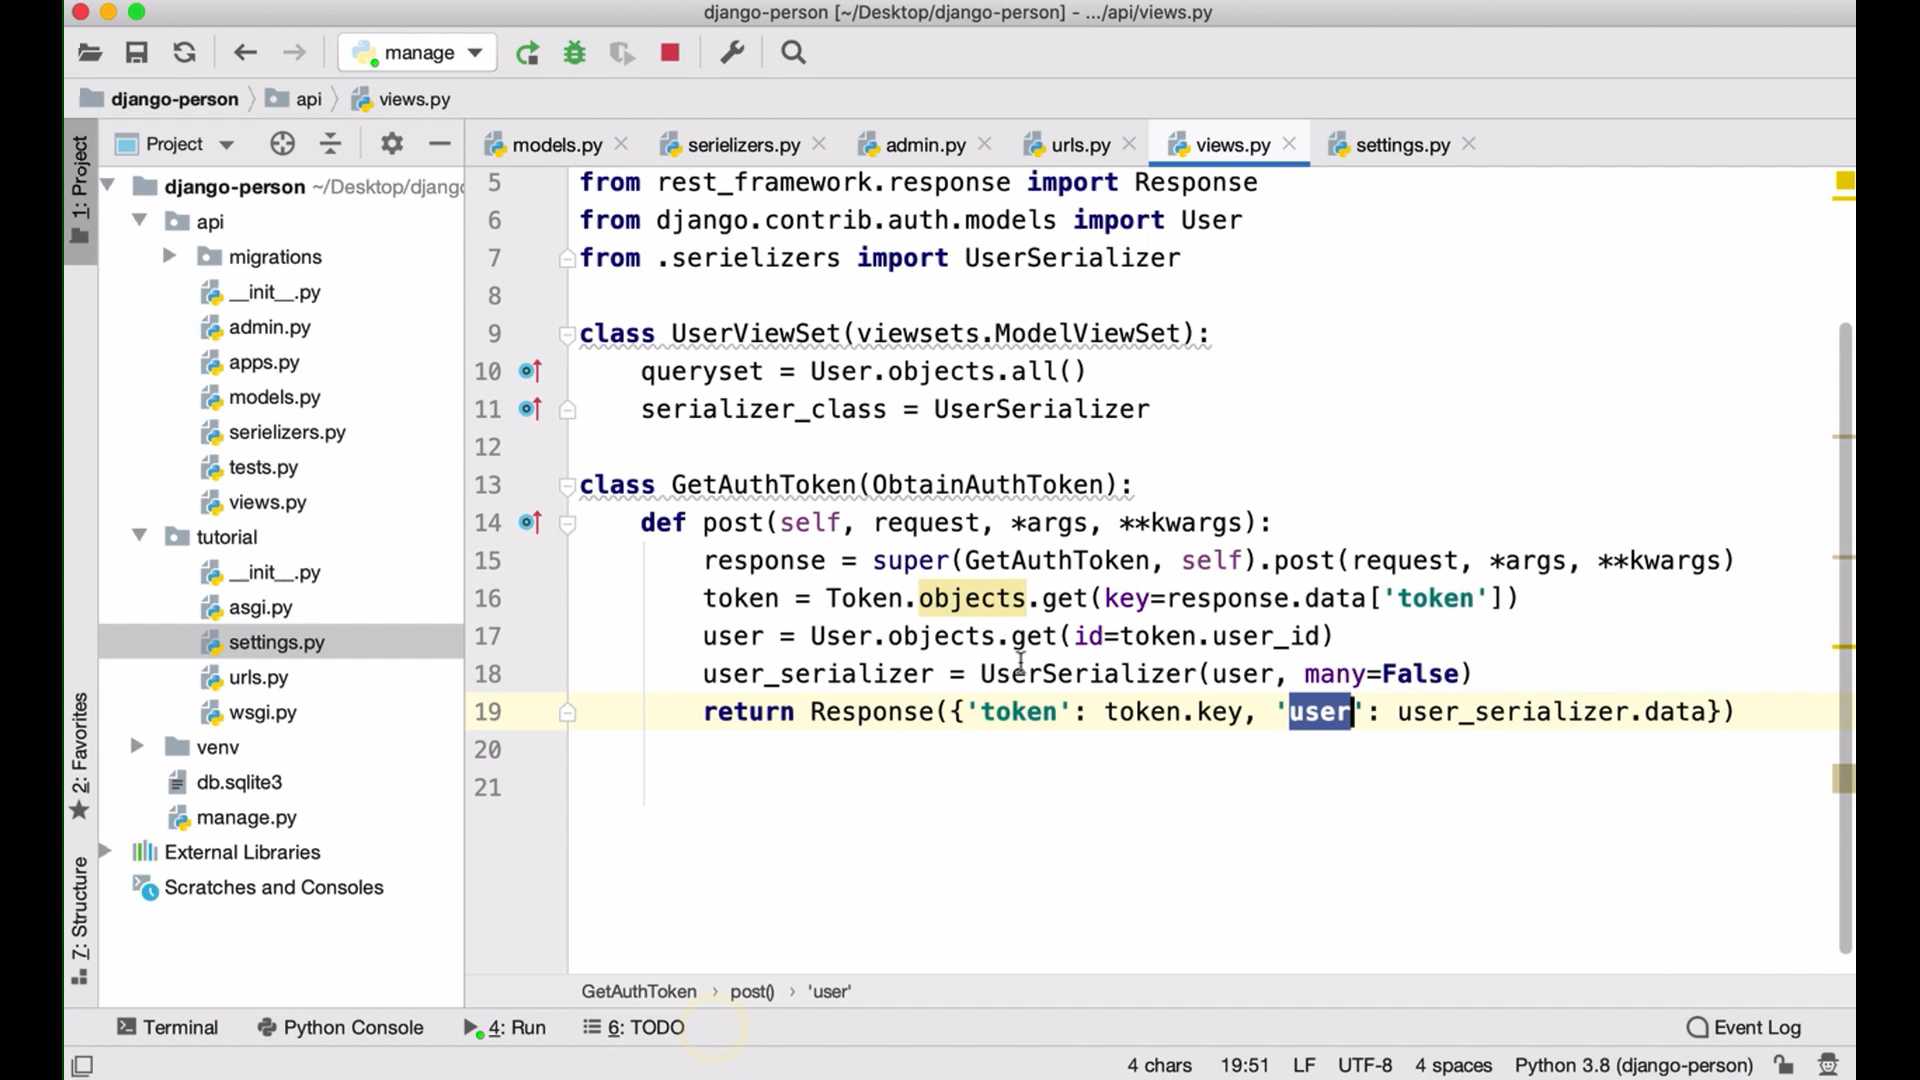 django-person [~/Desktop/django-person] - .../api/views.py
manage
django-person
api
views.py
1: Project
Project
models.py
serielizers.py
admin.py
urls.py
views.py
settings.py
django-person ~/Desktop/django
api
migrations
__init__.py
admin.py
apps.py
models.py
serielizers.py
tests.py
views.py
tutorial
__init__.py
asgi.py
settings.py
urls.py
wsgi.py
venv
db.sqlite3
manage.py
External Libraries
Scratches and Consoles
2: Favorites
7: Structure
5 from rest_framework.response import Response
6 from django.contrib.auth.models import User
7 from .serielizers import UserSerializer
8
9 class UserViewSet(viewsets.ModelViewSet):
10 queryset = User.objects.all()
11 serializer_class = UserSerializer
12
13 class GetAuthToken(ObtainAuthToken):
14 def post(self, request, *args, **kwargs):
15 response = super(GetAuthToken, self).post(request, *args, **kwargs)
16 token = Token.objects.get(key=response.data['token'])
17 user = User.objects.get(id=token.user_id)
18 user_serializer = UserSerializer(user, many=False)
19 return Response({'token': token.key, 'user': user_serializer.data})
20
21
GetAuthToken › post() › 'user'
Terminal
Python Console
4: Run
6: TODO
Event Log
4 chars
19:51
LF
UTF-8
4 spaces
Python 3.8 (django-person)